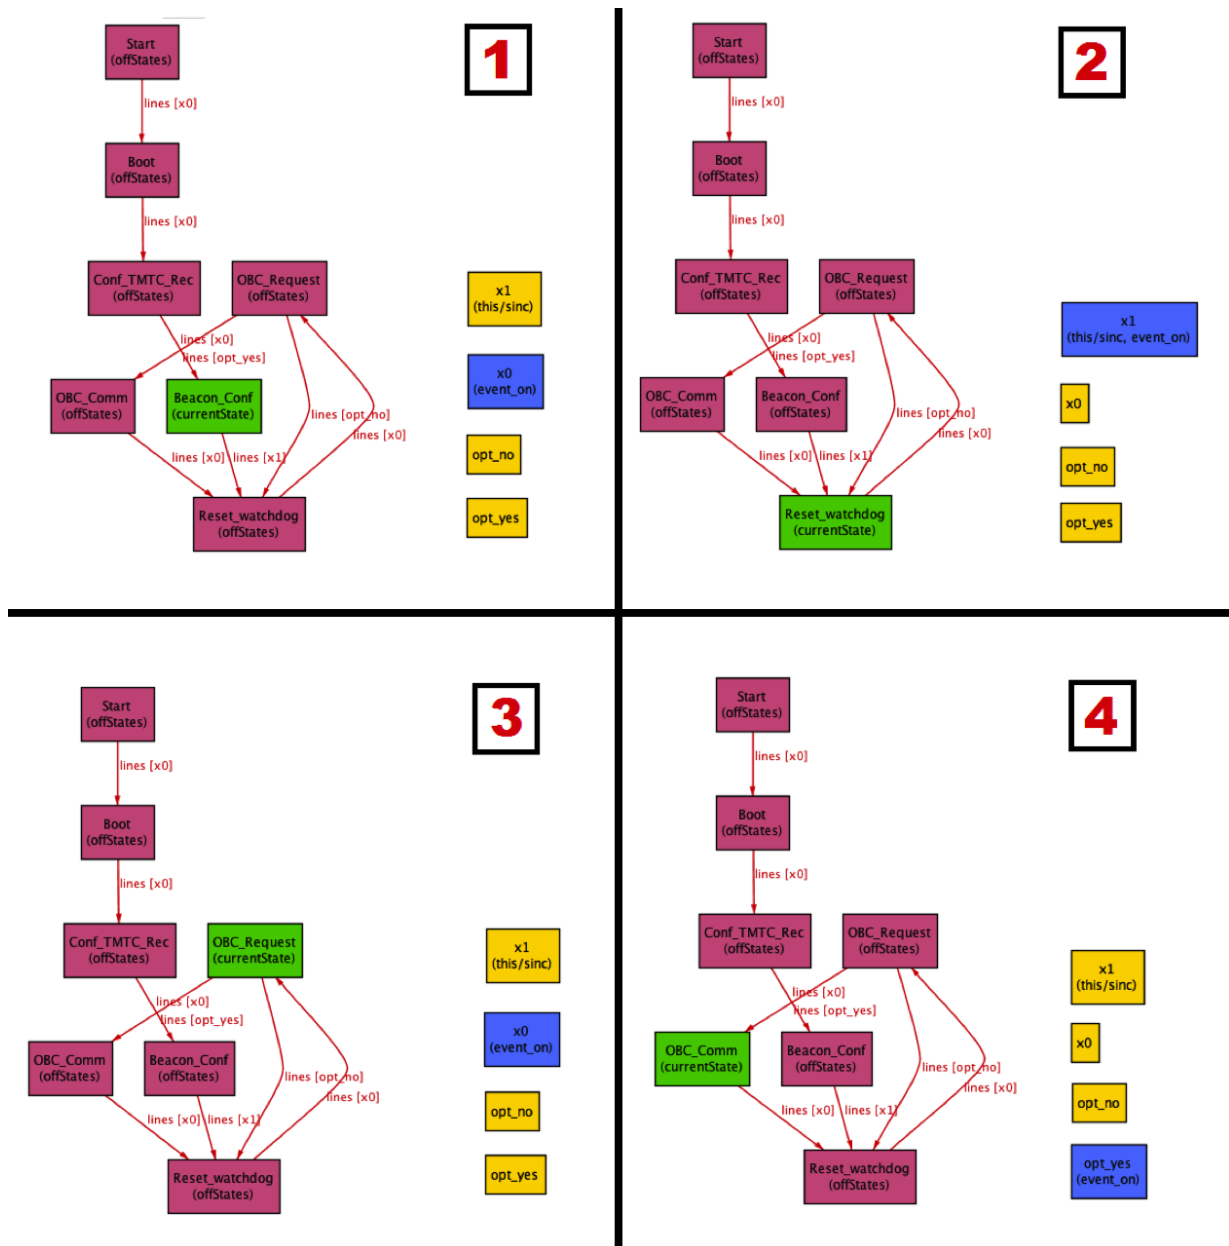 Start
(offStates)
1
lines [x0]
Boot
(offStates)
lines [x0]
Conf_TMTC_Rec
(offStates)
OBC_Request
(offStates)
x1
(this/sinc)
lines [x0]
lines [opt_yes]
x0
(event_on)
OBC_Comm
(offStates)
Beacon_Conf
(currentState)
lines [opt_no]
lines [x0]
lines [x0]
lines [x1]
opt_no
Reset_watchdog
(offStates)
opt_yes
Start
(offStates)
2
lines [x0]
Boot
(offStates)
lines [x0]
Conf_TMTC_Rec
(offStates)
OBC_Request
(offStates)
x1
(this/sinc, event_on)
lines [x0]
lines [opt_yes]
OBC_Comm
(offStates)
Beacon_Conf
(offStates)
x0
lines [opt_no]
lines [x0]
lines [x0]
lines [x1]
opt_no
Reset_watchdog
(currentState)
opt_yes
Start
(offStates)
3
lines [x0]
Boot
(offStates)
lines [x0]
Conf_TMTC_Rec
(offStates)
OBC_Request
(currentState)
x1
(this/sinc)
lines [x0]
lines [opt_yes]
x0
(event_on)
OBC_Comm
(offStates)
Beacon_Conf
(offStates)
lines [opt_no]
lines [x0]
lines [x0]
lines [x1]
opt_no
Reset_watchdog
(offStates)
opt_yes
Start
(offStates)
4
lines [x0]
Boot
(offStates)
lines [x0]
Conf_TMTC_Rec
(offStates)
OBC_Request
(offStates)
x1
(this/sinc)
lines [x0]
lines [opt_yes]
x0
OBC_Comm
(currentState)
Beacon_Conf
(offStates)
lines [opt_no]
lines [x0]
lines [x0]
lines [x1]
opt_no
Reset_watchdog
(offStates)
opt_yes
(event_on)